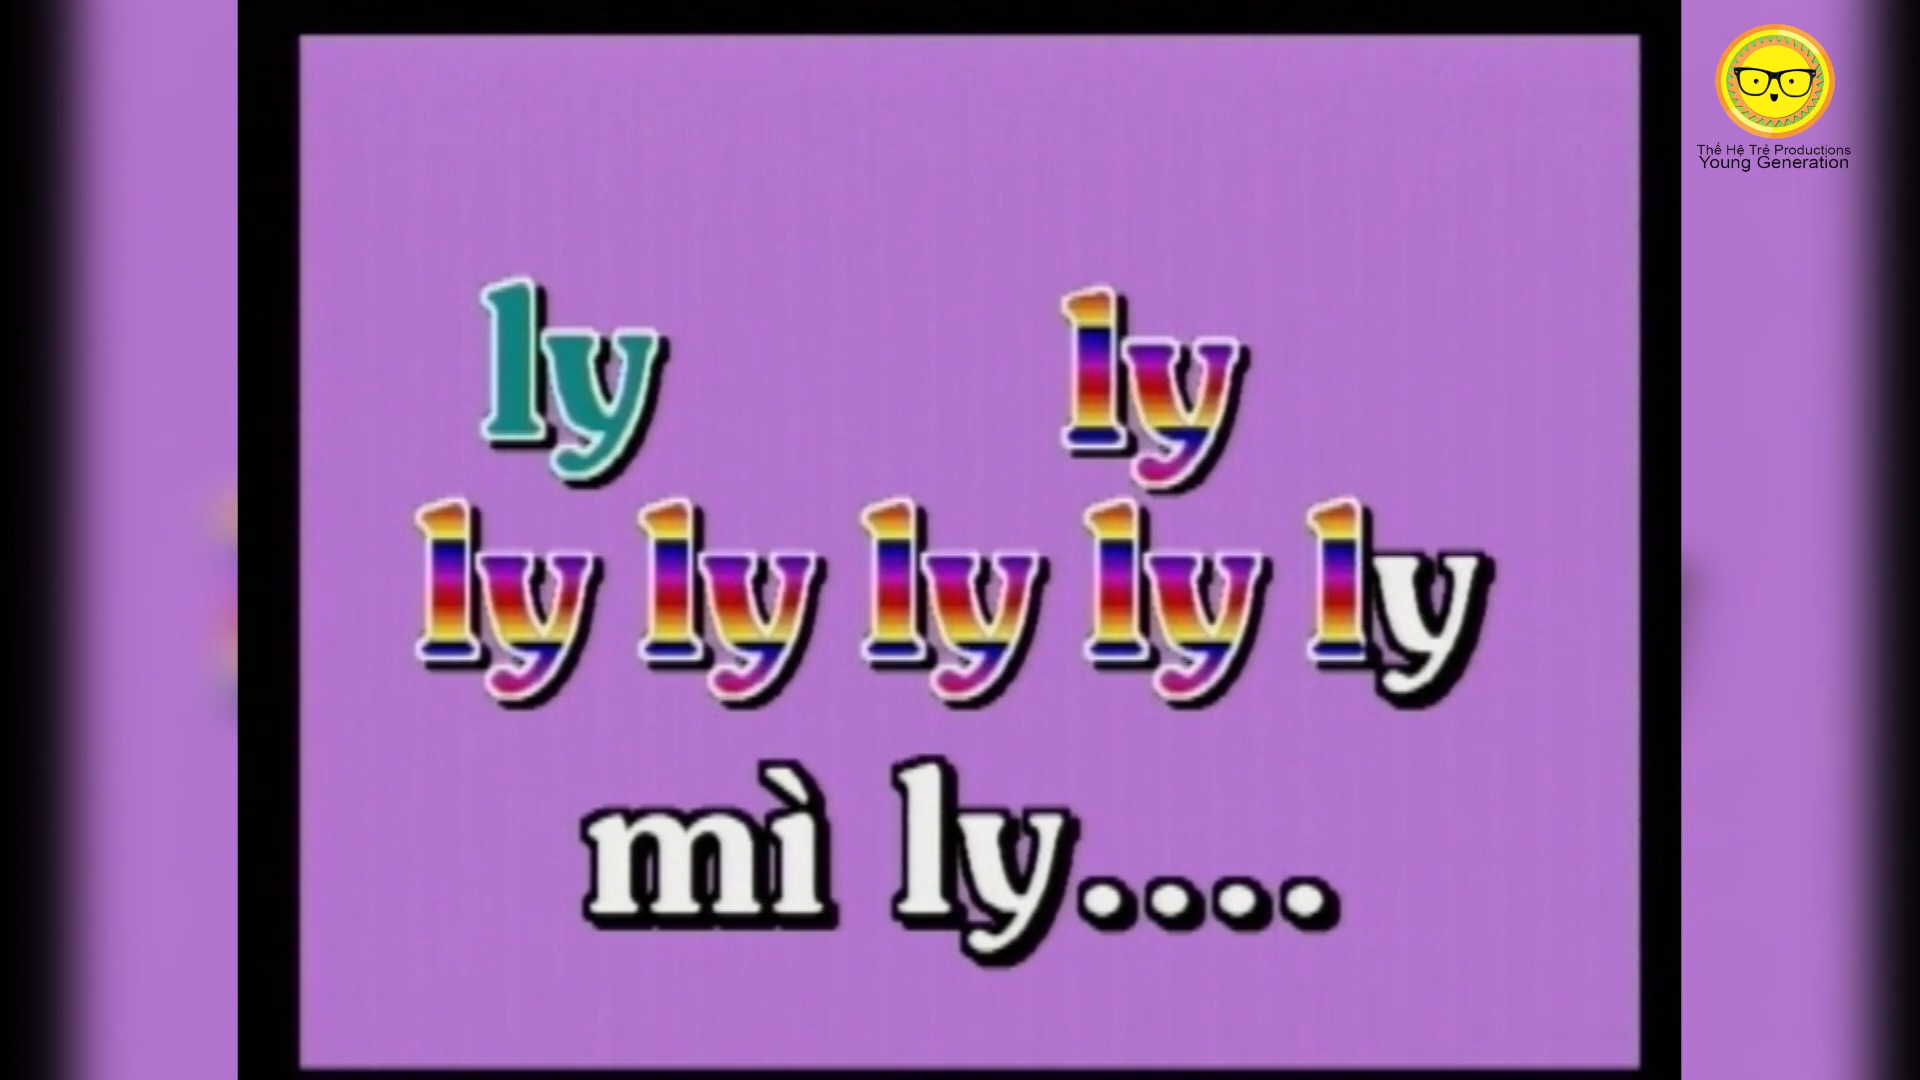 Thế Hệ Trẻ Productions
Young Generation
ly ly
ly ly ly ly ly
mì ly....